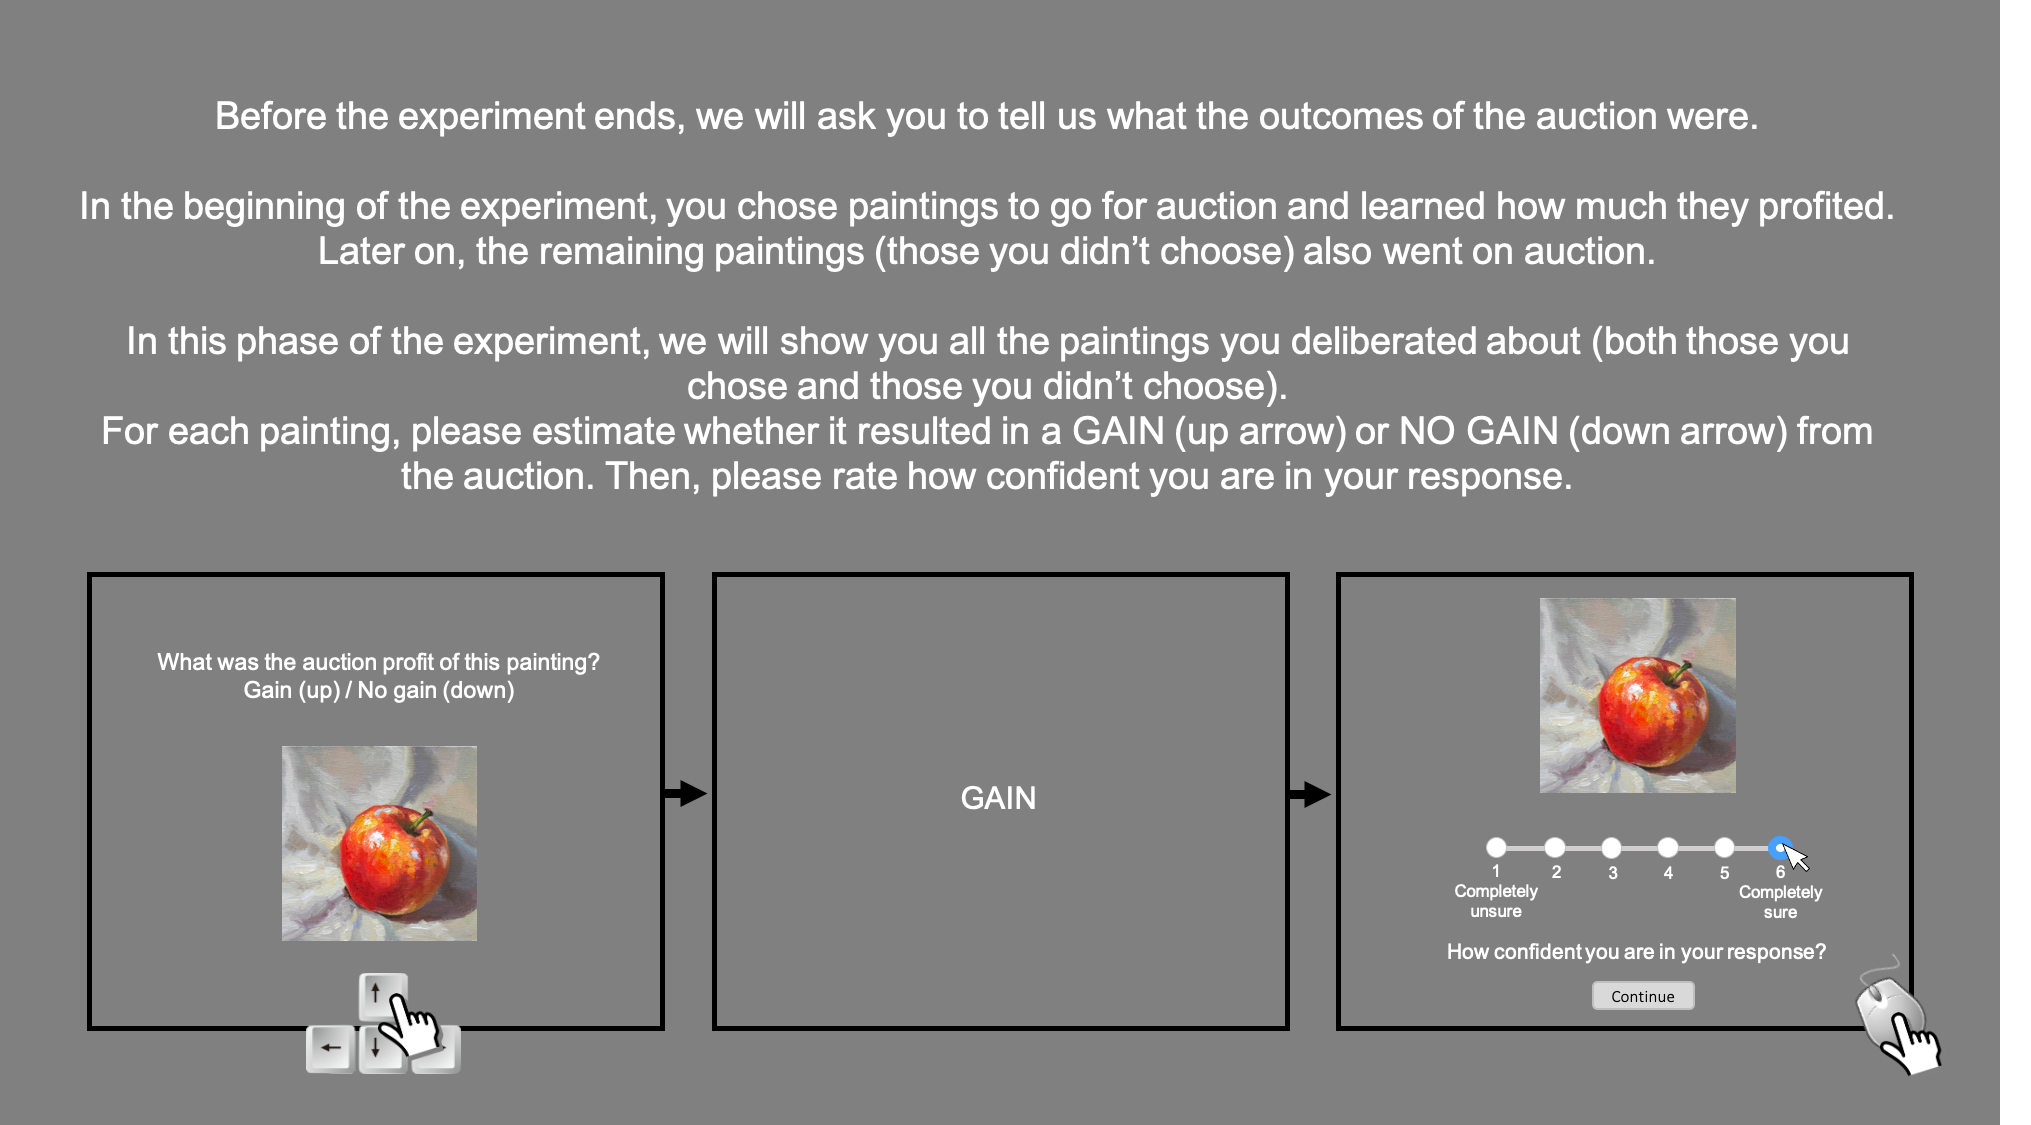 Before the experiment ends, we will ask you to tell us what the outcomes of the auction were.
In the beginning of the experiment, you chose paintings to go for auction and learned how much they profited.
Later on, the remaining paintings (those you didn’t choose) also went on auction.
In this phase of the experiment, we will show you all the paintings you deliberated about (both those you
chose and those you didn’t choose).
For each painting, please estimate whether it resulted in a GAIN (up arrow) or NO GAIN (down arrow) from
the auction. Then, please rate how confident you are in your response.
What was the auction profit of this painting?
Gain (up) / No gain (down)
GAIN
1 2 3 4 5 6
Completely Completely
unsure sure
How confident you are in your response?
Continue